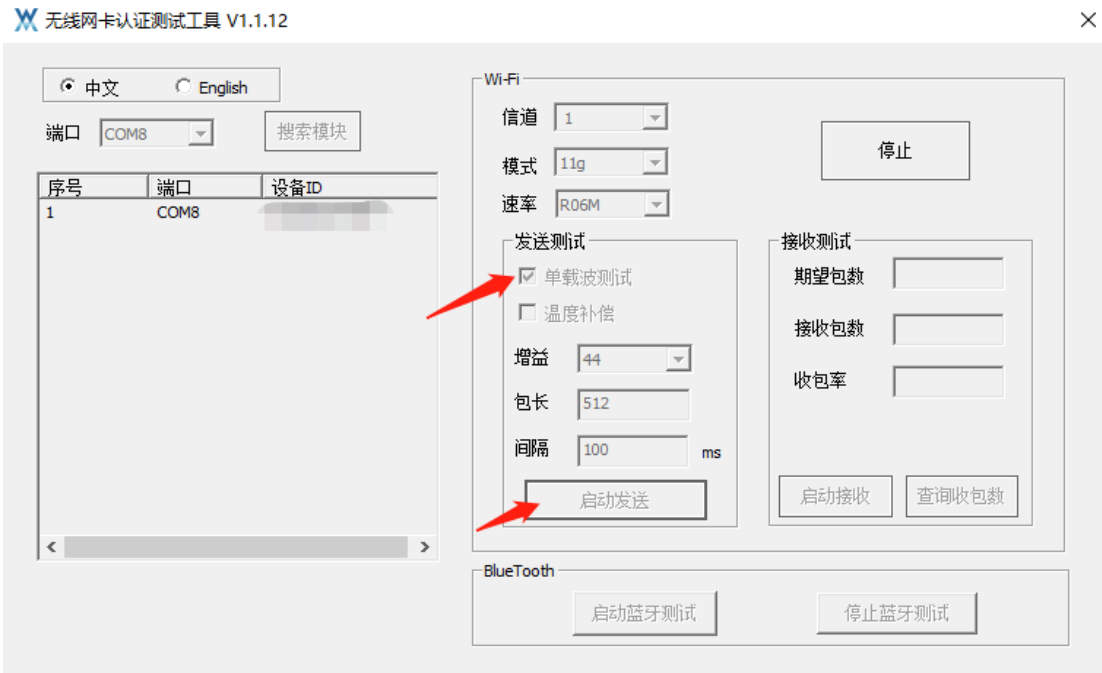 无线网卡认证测试工具 V1.1.12
中文 English
端口 COM8 搜索模块
序号 端口 设备ID
1 COM8
Wi-Fi
信道 1
模式 11g
速率 R06M
停止
发送测试
单载波测试
温度补偿
增益 44
包长 512
间隔 100 ms
启动发送
接收测试
期望包数
接收包数
收包率
启动接收 查询收包数
BlueTooth
启动蓝牙测试 停止蓝牙测试